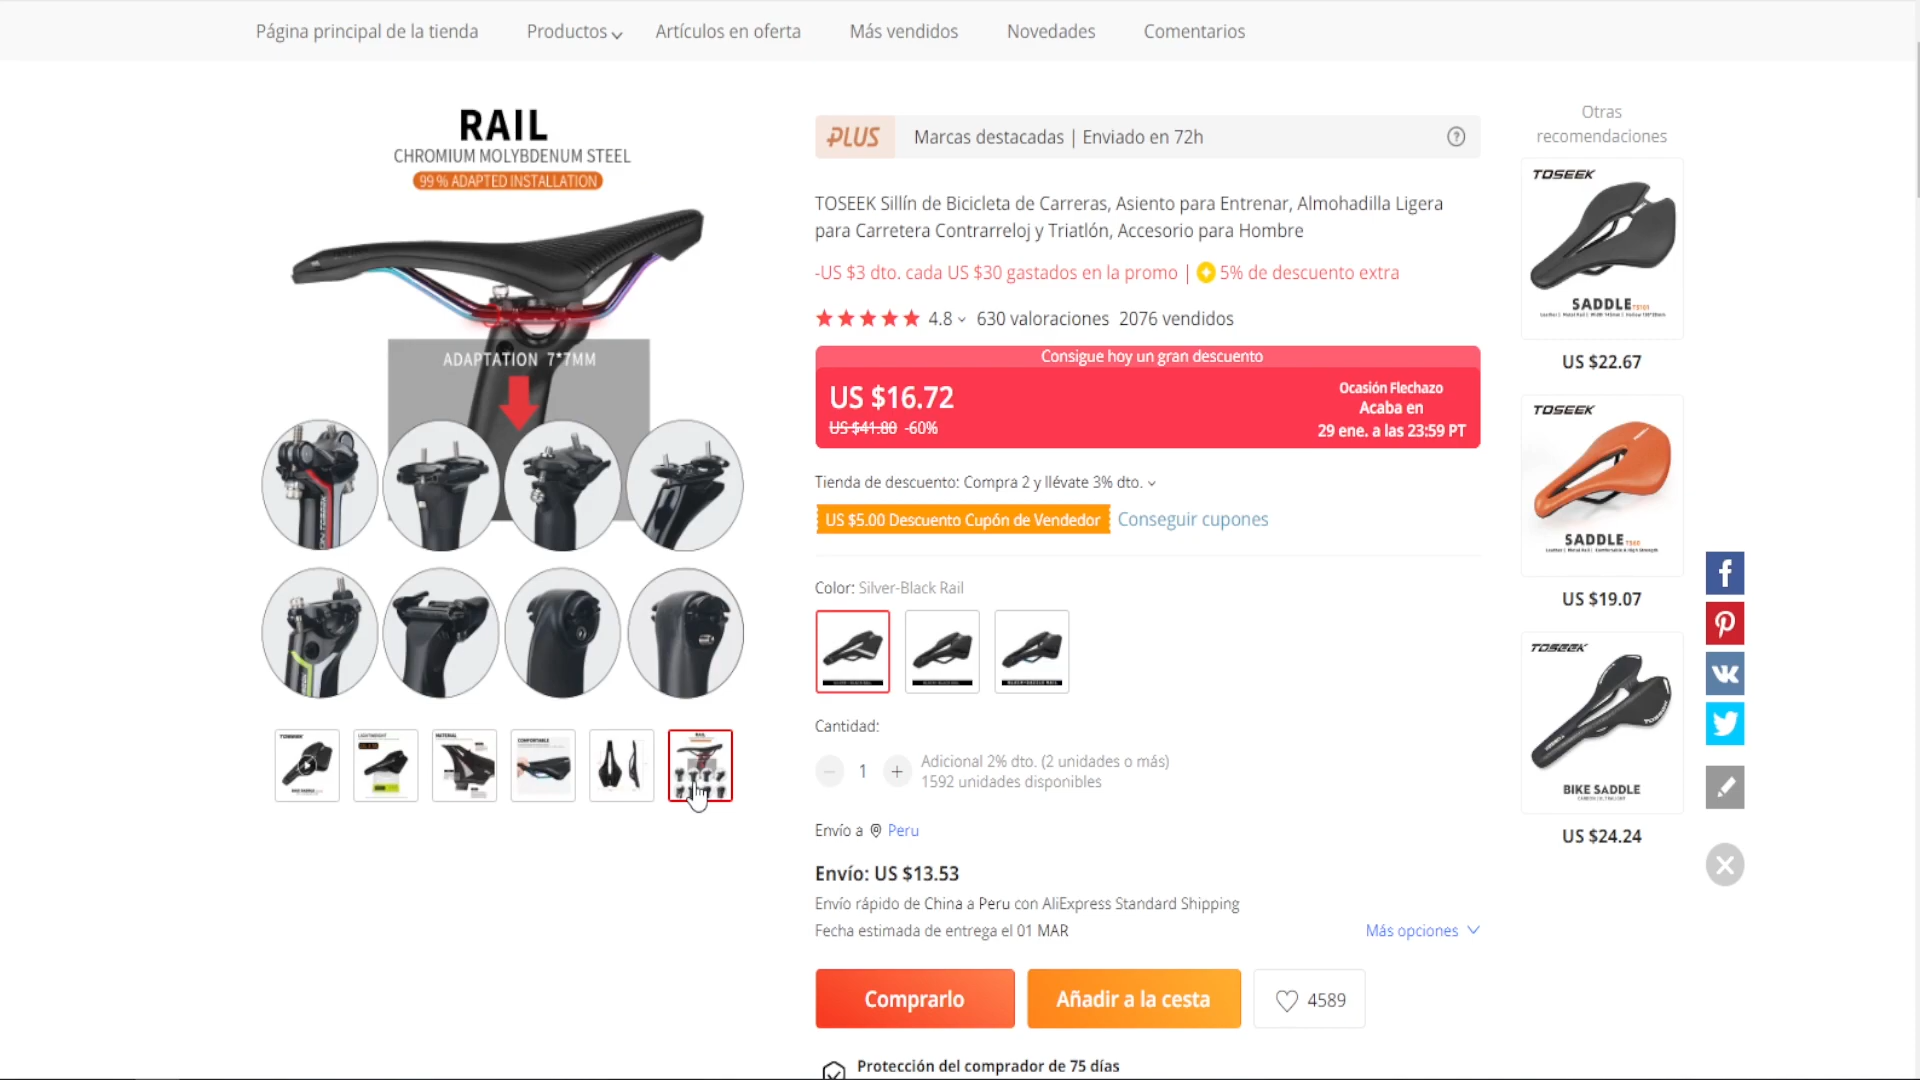 Página principal de la tienda
Productos
Artículos en oferta
Más vendidos
Novedades
Comentarios
RAIL
CHROMIUM MOLYBDENUM STEEL
99 % ADAPTED INSTALLATION
ADAPTATION 7*7MM
TOSEEK
LIGHTWEIGHT
MATERIAL
COMFORTABLE
RAIL
PLUS
Marcas destacadas | Enviado en 72h
TOSEEK Sillín de Bicicleta de Carreras, Asiento para Entrenar, Almohadilla Ligera
para Carretera Contrarreloj y Triatlón, Accesorio para Hombre
-US $3 dto. cada US $30 gastados en la promo | 5% de descuento extra
4.8 630 valoraciones 2076 vendidos
Consigue hoy un gran descuento
US $16.72
US $41.80 -60%
Ocasión Flechazo
Acaba en
29 ene. a las 23:59 PT
Tienda de descuento: Compra 2 y llévate 3% dto.
US $5.00 Descuento Cupón de Vendedor Conseguir cupones
Color: Silver-Black Rail
Cantidad:
1
Adicional 2% dto. (2 unidades o más)
1592 unidades disponibles
Envío a Peru
Envío: US $13.53
Envío rápido de China a Peru con AliExpress Standard Shipping
Fecha estimada de entrega el 01 MAR
Más opciones
Comprarlo
Añadir a la cesta
4589
Protección del comprador de 75 días
Otras
recomendaciones
TOSEEK
SADDLE
US $22.67
TOSEEK
SADDLE
US $19.07
TOSEEK
BIKE SADDLE
US $24.24